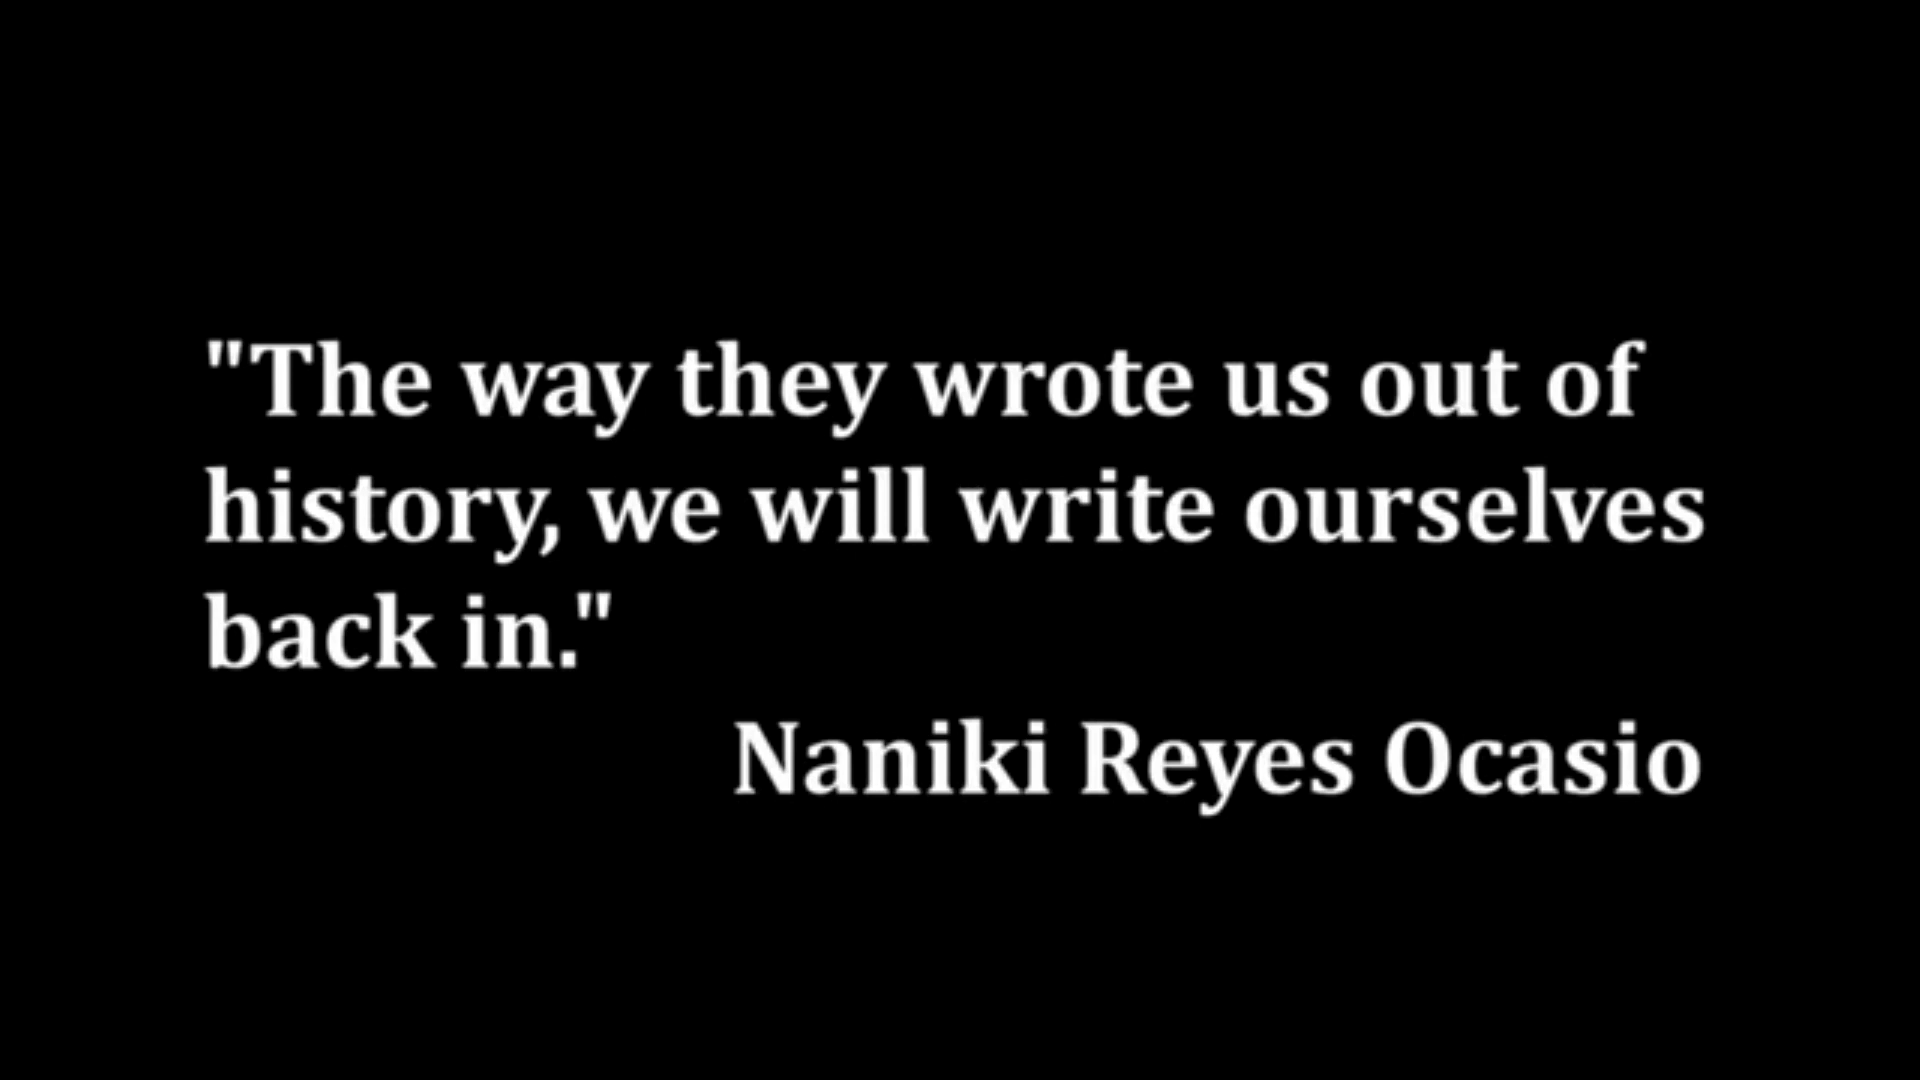 "The way they wrote us out of
history, we will write ourselves
back in."
Naniki Reyes Ocasio